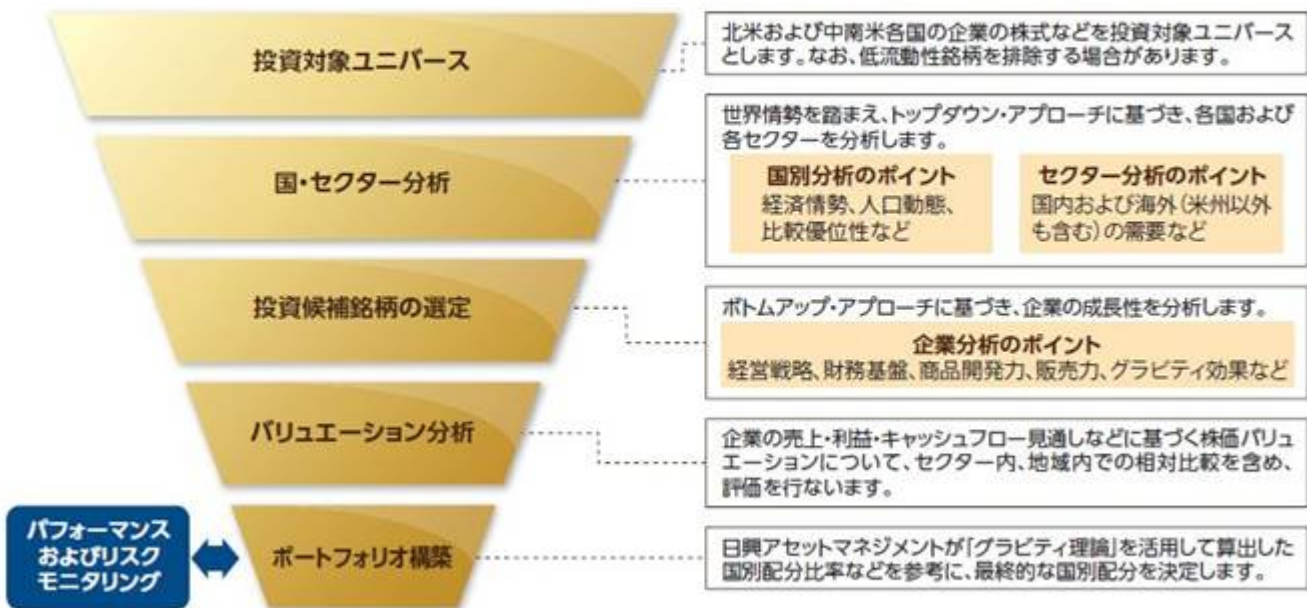 投資対象ユニバース
北米および中南米各国の企業の株式などを投資対象ユニバース
とします。なお、低流動性銘柄を排除する場合があります。
国・セクター分析
世界情勢を踏まえ、トップダウン・アプローチに基づき、各国および
各セクターを分析します。
国別分析のポイント
経済情勢、人口動態、
比較優位性など
セクター分析のポイント
国内および海外（米州以外
も含む）の需要など
投資候補銘柄の選定
ボトムアップ・アプローチに基づき、企業の成長性を分析します。
企業分析のポイント
経営戦略、財務基盤、商品開発力、販売力、グラビティ効果など
バリュエーション分析
企業の売上・利益・キャッシュフロー見通しなどに基づく株価バリュ
エーションについて、セクター内、地域内での相対比較を含め、
評価を行ないます。
パフォーマンス
およびリスク
モニタリング
ポートフォリオ構築
日興アセットマネジメントが「グラビティ理論」を活用して算出した
国別配分比率などを参考に、最終的な国別配分を決定します。